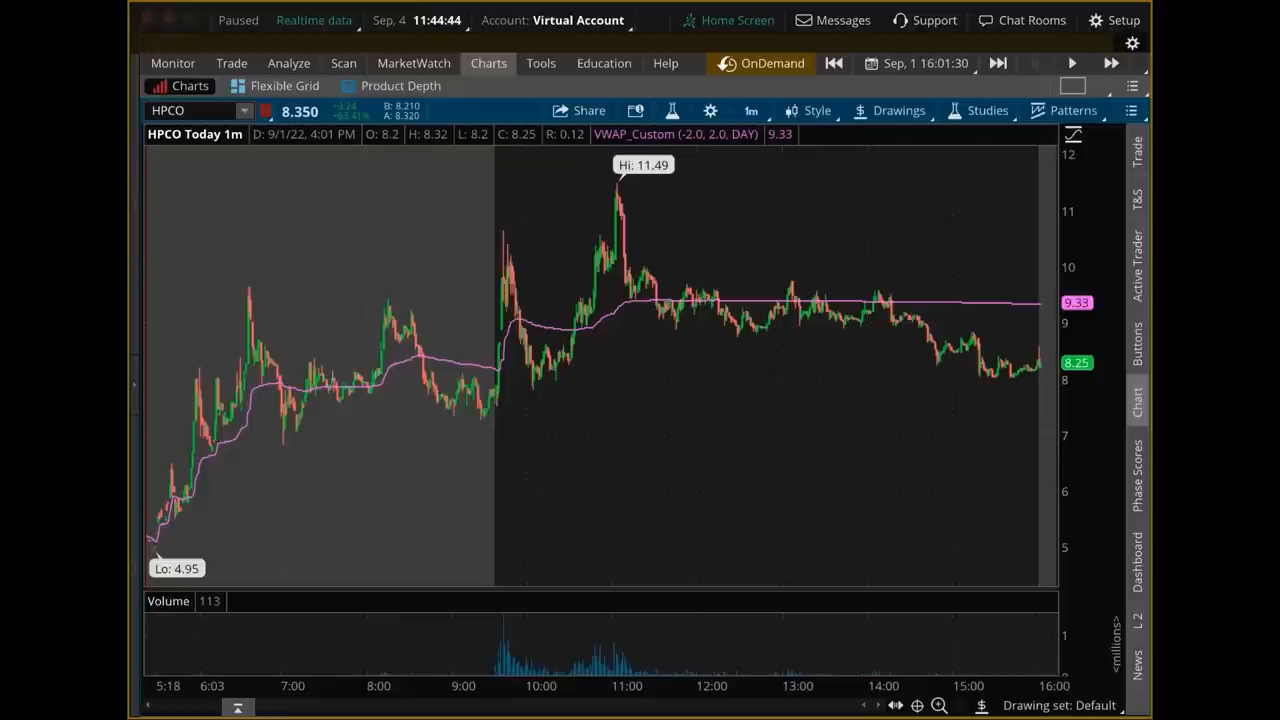 Paused Realtime data Sep, 4 11:44:44 Account: Virtual Account Home Screen Messages Support Chat Rooms Setup
Monitor Trade Analyze Scan MarketWatch Charts Tools Education Help OnDemand Sep, 1 16:01:30
Charts Flexible Grid Product Depth
HPCO 8.350 +3.24 +63.41% B: 8.210 A: 8.320 Share 1m Style Drawings Studies Patterns
HPCO Today 1m D: 9/1/22, 4:01 PM O: 8.2 H: 8.32 L: 8.2 C: 8.25 R: 0.12 VWAP_Custom (-2.0, 2.0, DAY) 9.33
12
Hi: 11.49
11
10
9.33
9
8.25
8
7
6
5
Lo: 4.95
Volume 113
1
<millions>
5:18 6:03 7:00 8:00 9:00 10:00 11:00 12:00 13:00 14:00 15:00 16:00
Drawing set: Default
Trade
T&S
Active Trader
Buttons
Chart
Phase Scores
Dashboard
L 2
News